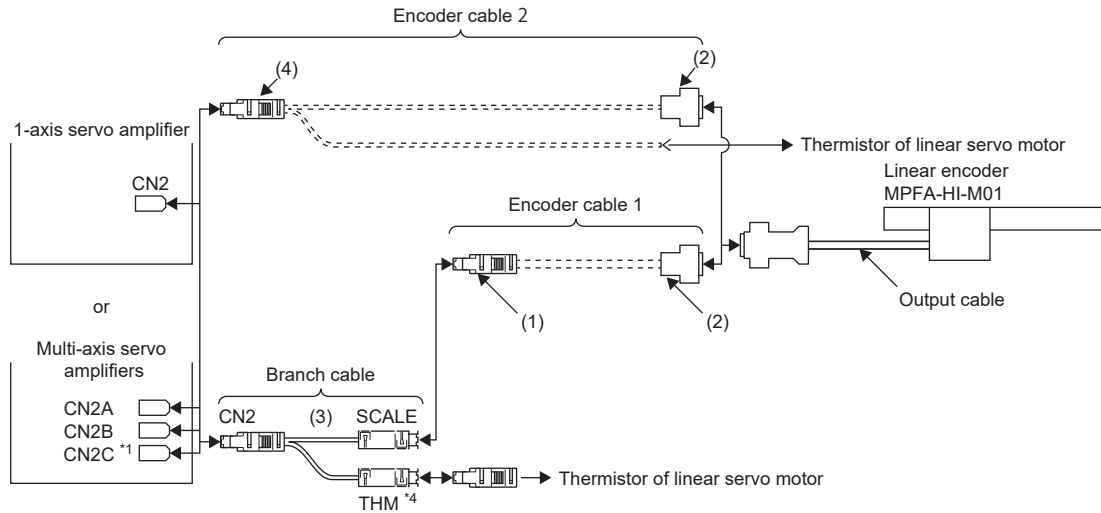 Encoder cable 2
(4)
(2)
1-axis servo amplifier
CN2
Thermistor of linear servo motor
Linear encoder
MPFA-HI-M01
Encoder cable 1
(1)
(2)
Output cable
or
Multi-axis servo
amplifiers
CN2A
CN2B
CN2C *1
Branch cable
CN2
(3)
SCALE
THM *4
Thermistor of linear servo motor